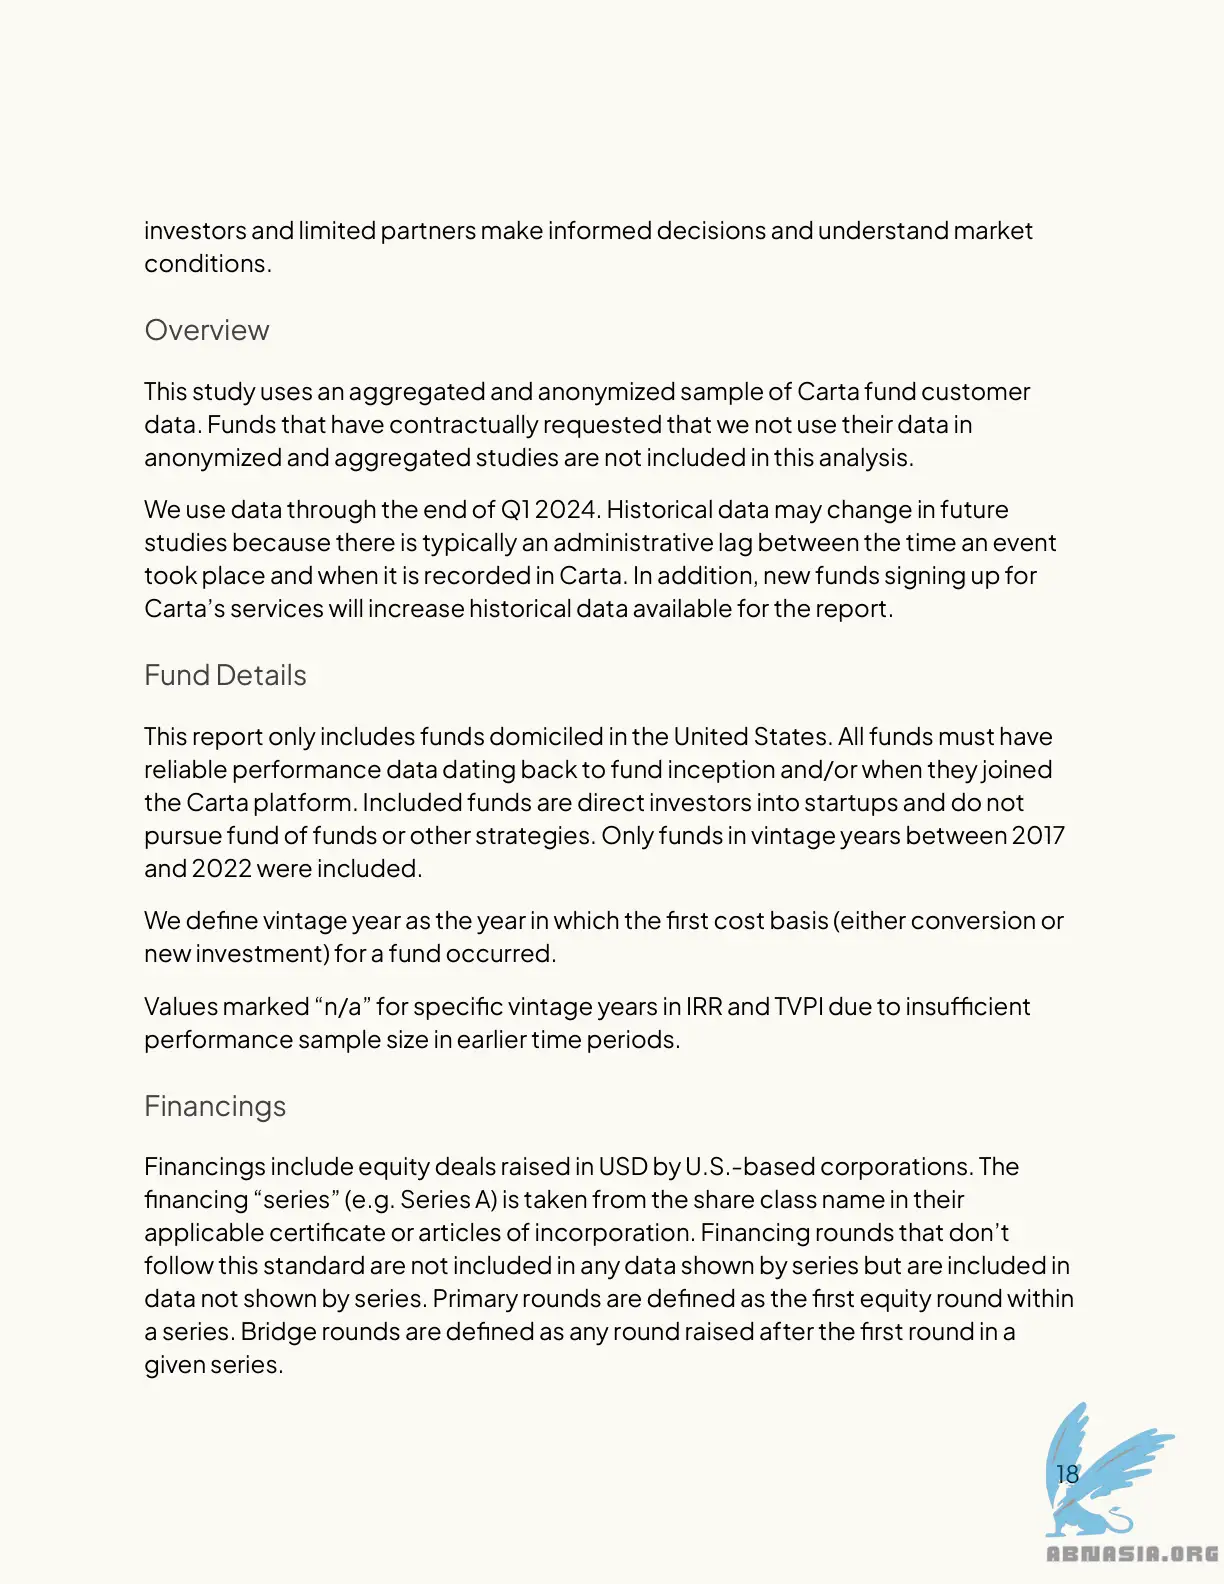 investors and limited partners make informed decisions and understand market
conditions.
Overview
This study uses an aggregated and anonymized sample of Carta fund customer
data. Funds that have contractually requested that we not use their data in
anonymized and aggregated studies are not included in this analysis.
We use data through the end of Q1 2024. Historical data may change in future
studies because there is typically an administrative lag between the time an event
took place and when it is recorded in Carta. In addition, new funds signing up for
Carta’s services will increase historical data available for the report.
Fund Details
This report only includes funds domiciled in the United States. All funds must have
reliable performance data dating back to fund inception and/or when they joined
the Carta platform. Included funds are direct investors into startups and do not
pursue fund of funds or other strategies. Only funds in vintage years between 2017
and 2022 were included.
We define vintage year as the year in which the first cost basis (either conversion or
new investment) for a fund occurred.
Values marked “n/a” for specific vintage years in IRR and TVPI due to insufficient
performance sample size in earlier time periods.
Financings
Financings include equity deals raised in USD by U.S.-based corporations. The
financing “series” (e.g. Series A) is taken from the share class name in their
applicable certificate or articles of incorporation. Financing rounds that don’t
follow this standard are not included in any data shown by series but are included in
data not shown by series. Primary rounds are defined as the first equity round within
a series. Bridge rounds are defined as any round raised after the first round in a
given series.
18
ABNASIA.ORG